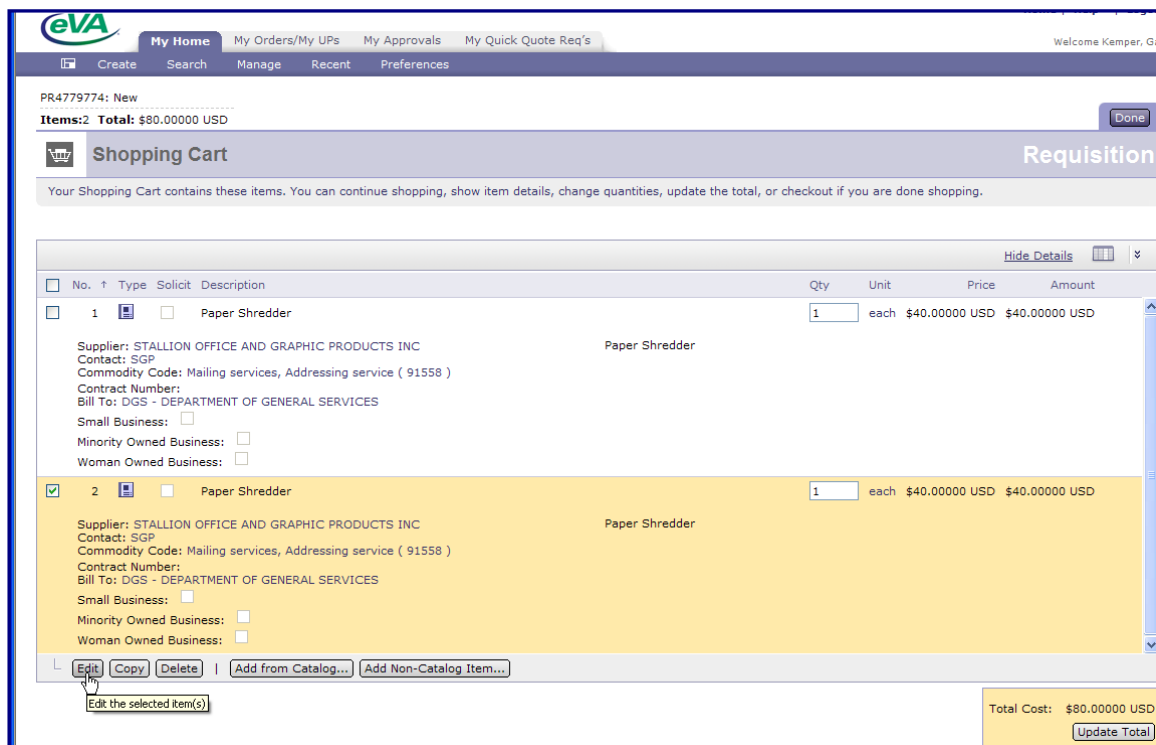 eVA
My Home My Orders/My UPs My Approvals My Quick Quote Req's
Welcome Kemper, Ga
Create Search Manage Recent Preferences
PR4779774: New
Items:2 Total: $80.00000 USD
Done
Shopping Cart Requisition
Your Shopping Cart contains these items. You can continue shopping, show item details, change quantities, update the total, or checkout if you are done shopping.
Hide Details
No. ↑ Type Solicit Description Qty Unit Price Amount
1 Paper Shredder 1 each $40.00000 USD $40.00000 USD
Supplier: STALLION OFFICE AND GRAPHIC PRODUCTS INC Paper Shredder
Contact: SGP
Commodity Code: Mailing services, Addressing service ( 91558 )
Contract Number:
Bill To: DGS - DEPARTMENT OF GENERAL SERVICES
Small Business:
Minority Owned Business:
Woman Owned Business:
2 Paper Shredder 1 each $40.00000 USD $40.00000 USD
Supplier: STALLION OFFICE AND GRAPHIC PRODUCTS INC Paper Shredder
Contact: SGP
Commodity Code: Mailing services, Addressing service ( 91558 )
Contract Number:
Bill To: DGS - DEPARTMENT OF GENERAL SERVICES
Small Business:
Minority Owned Business:
Woman Owned Business:
Edit Copy Delete | Add from Catalog... Add Non-Catalog Item...
Edit the selected item(s)
Total Cost: $80.00000 USD
Update Total